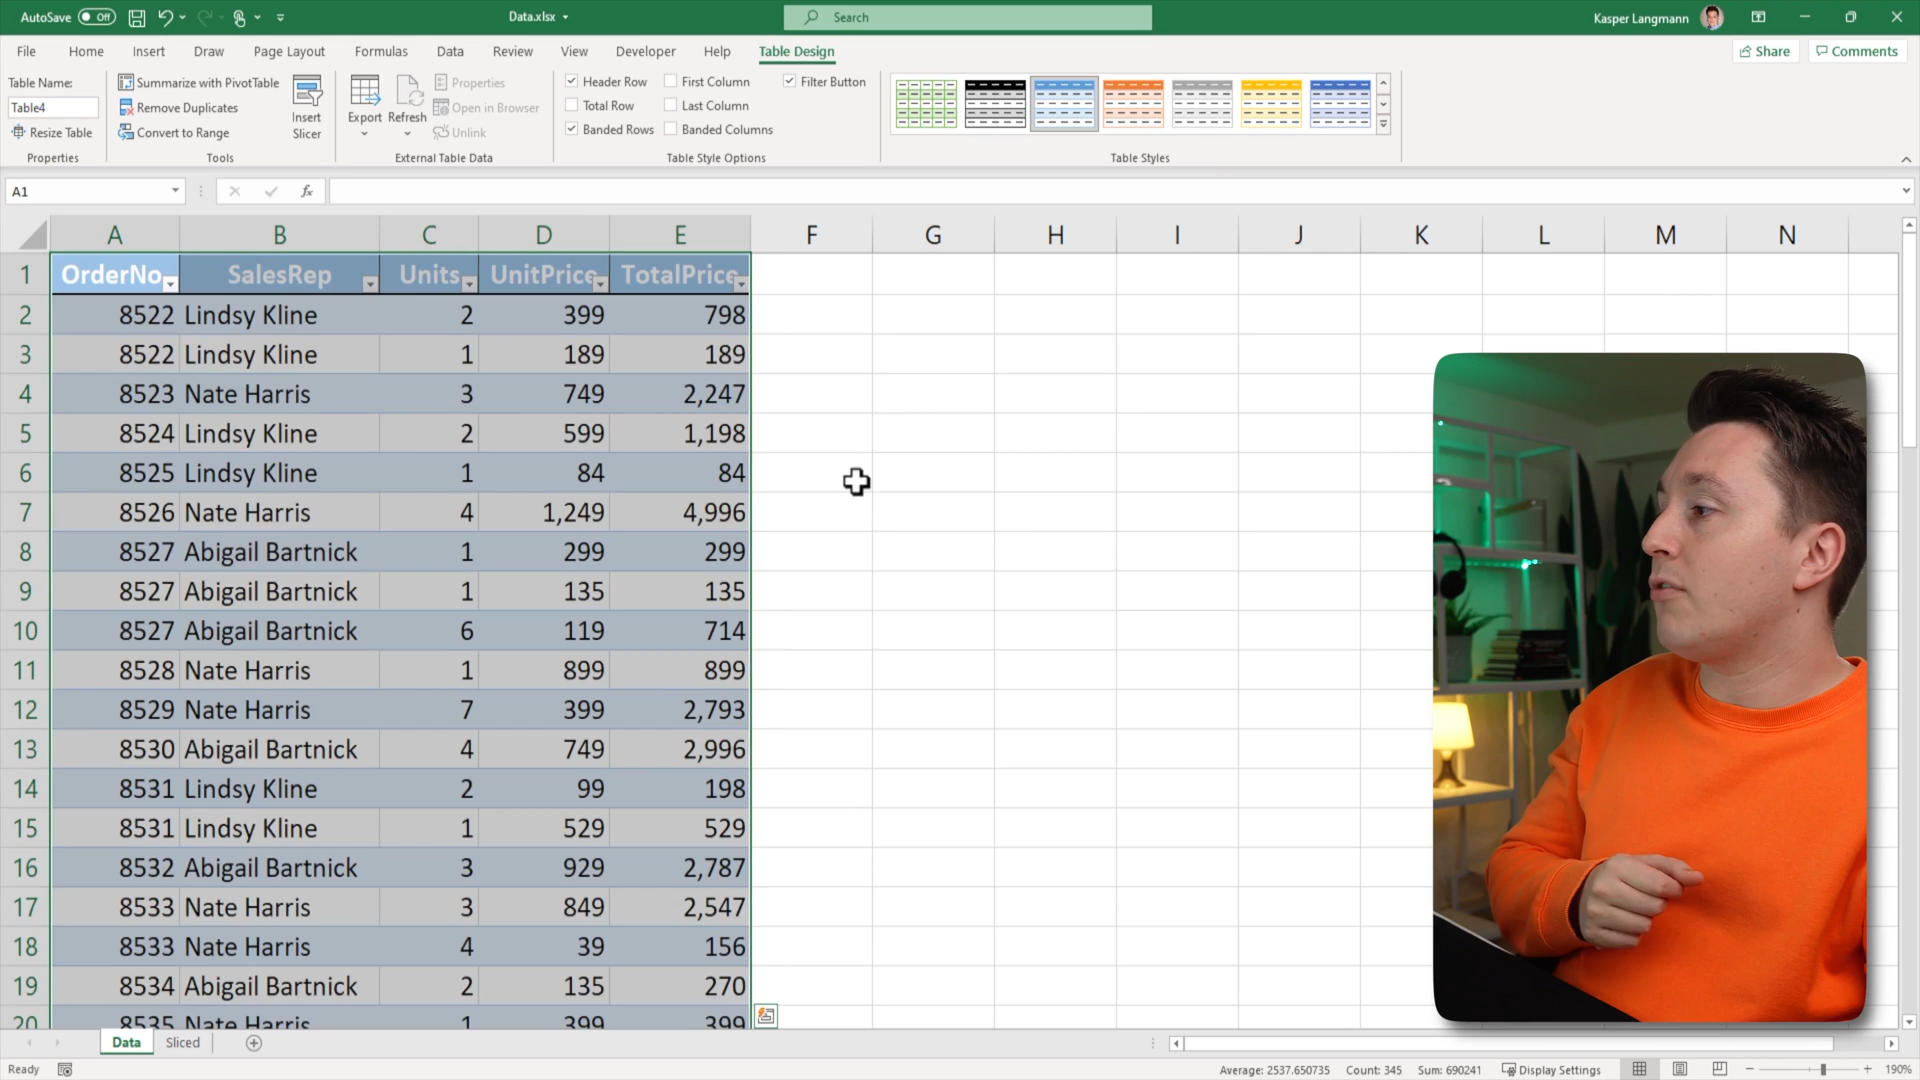 AutoSave Off Data.xlsx Search Kasper Langmann
File Home Insert Draw Page Layout Formulas Data Review View Developer Help Table Design Share Comments
Table Name:
Table4
Resize Table
Properties
Summarize with PivotTable
Remove Duplicates
Convert to Range
Insert
Slicer
Tools
Export Refresh
Properties
Open in Browser
Unlink
External Table Data
Header Row First Column Filter Button
Total Row Last Column
Banded Rows Banded Columns
Table Style Options
Table Styles
A1 fx
A B C D E F G H I J K L M N
1 OrderNo SalesRep Units UnitPrice TotalPrice
2 8522 Lindsy Kline 2 399 798
3 8522 Lindsy Kline 1 189 189
4 8523 Nate Harris 3 749 2,247
5 8524 Lindsy Kline 2 599 1,198
6 8525 Lindsy Kline 1 84 84
7 8526 Nate Harris 4 1,249 4,996
8 8527 Abigail Bartnick 1 299 299
9 8527 Abigail Bartnick 1 135 135
10 8527 Abigail Bartnick 6 119 714
11 8528 Nate Harris 1 899 899
12 8529 Nate Harris 7 399 2,793
13 8530 Abigail Bartnick 4 749 2,996
14 8531 Lindsy Kline 2 99 198
15 8531 Lindsy Kline 1 529 529
16 8532 Abigail Bartnick 3 929 2,787
17 8533 Nate Harris 3 849 2,547
18 8533 Nate Harris 4 39 156
19 8534 Abigail Bartnick 2 135 270
20 8535 Nate Harris 1 399 399
Data Sliced
Ready Average: 2537.650735 Count: 345 Sum: 690241 Display Settings 190%